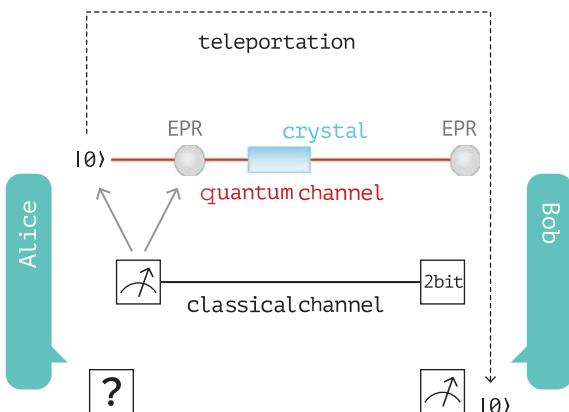 teleportation
EPR
crystal
EPR
|0⟩
quantum channel
Alice
Bob
2bit
classicalchannel
?
|0⟩